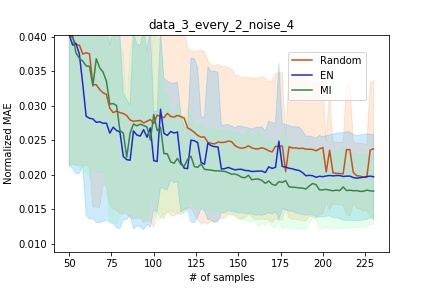 data_3_every_2_noise_4
Normalized MAE
0.040
0.035
0.030
0.025
0.020
0.015
0.010
Random
EN
MI
50 75 100 125 150 175 200 225
# of samples